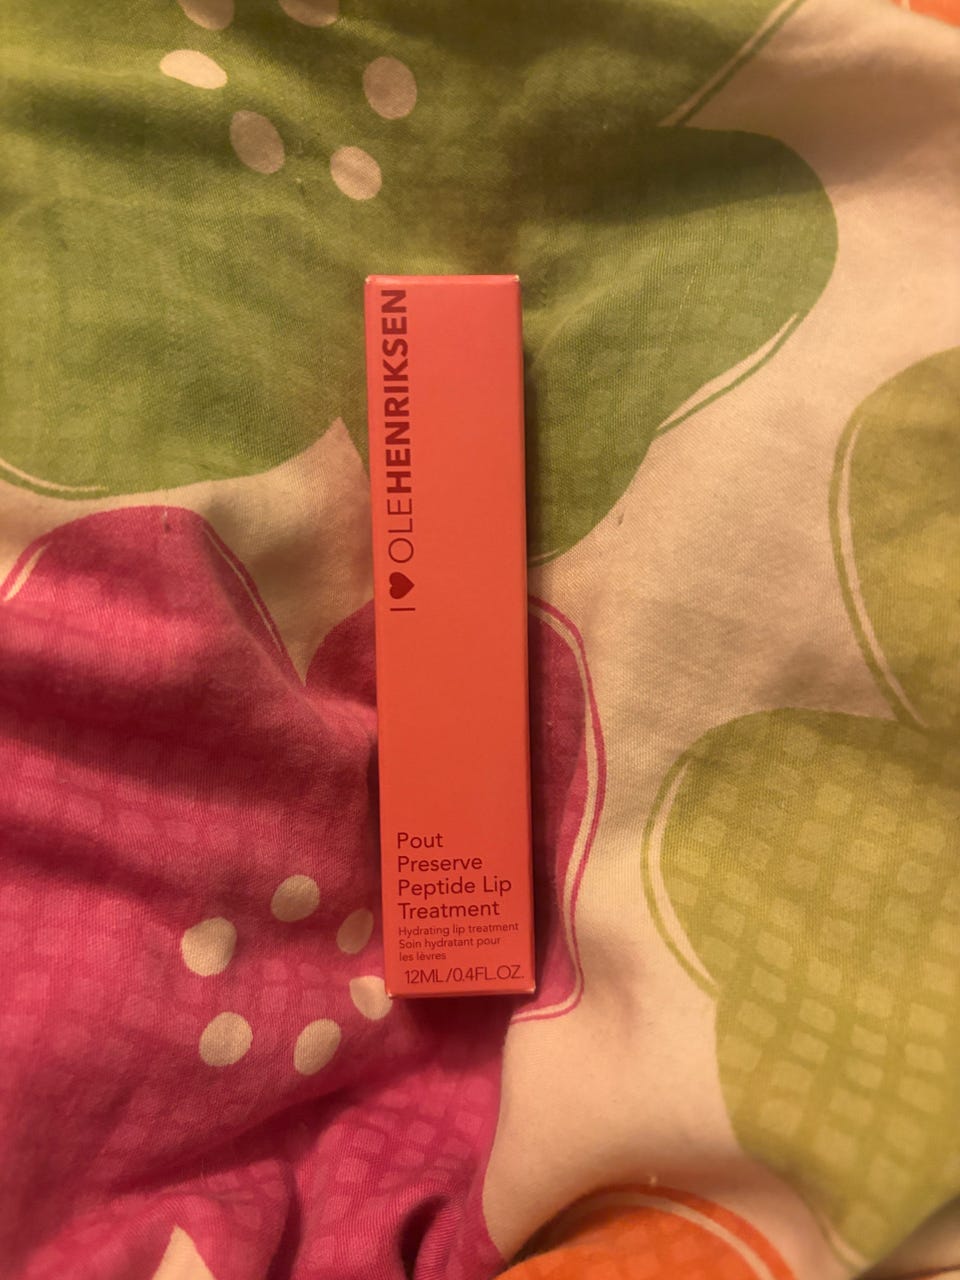 I ♥ OLEHENRIKSEN
Pout
Preserve
Peptide Lip
Treatment
Hydrating lip treatment
Soin hydratant pour
les lèvres
12ML/0.4FL.OZ.